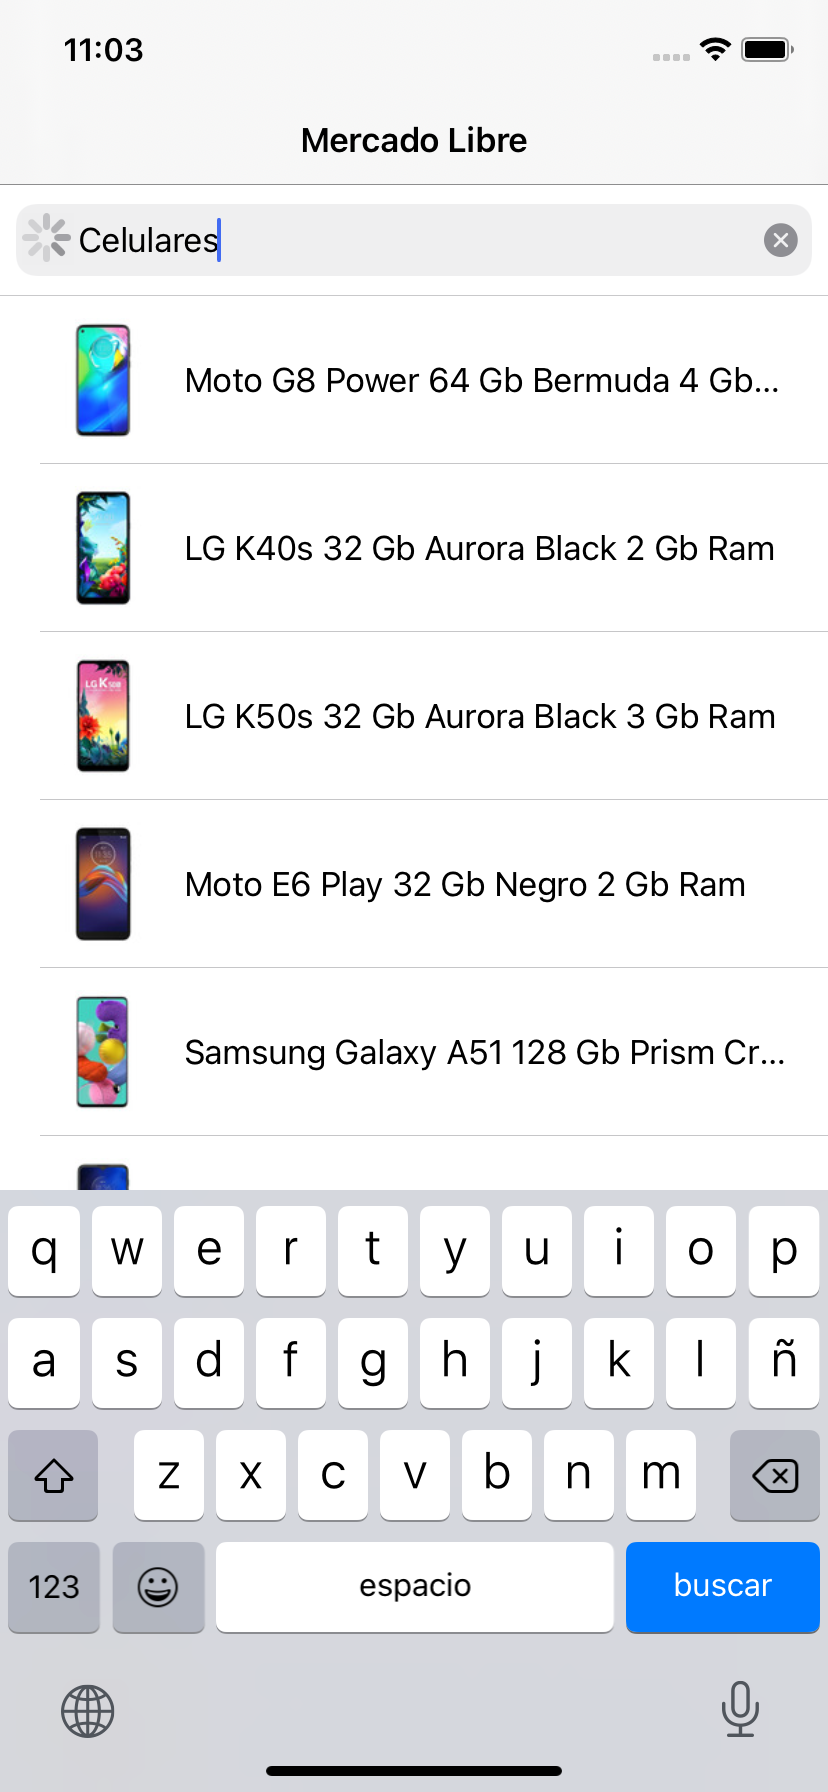 11:03
Mercado Libre
Celulares
Moto G8 Power 64 Gb Bermuda 4 Gb...
LG K40s 32 Gb Aurora Black 2 Gb Ram
LG K50s 32 Gb Aurora Black 3 Gb Ram
Moto E6 Play 32 Gb Negro 2 Gb Ram
Samsung Galaxy A51 128 Gb Prism Cr...
q w e r t y u i o p
a s d f g h j k l ñ
z x c v b n m
123 espacio buscar